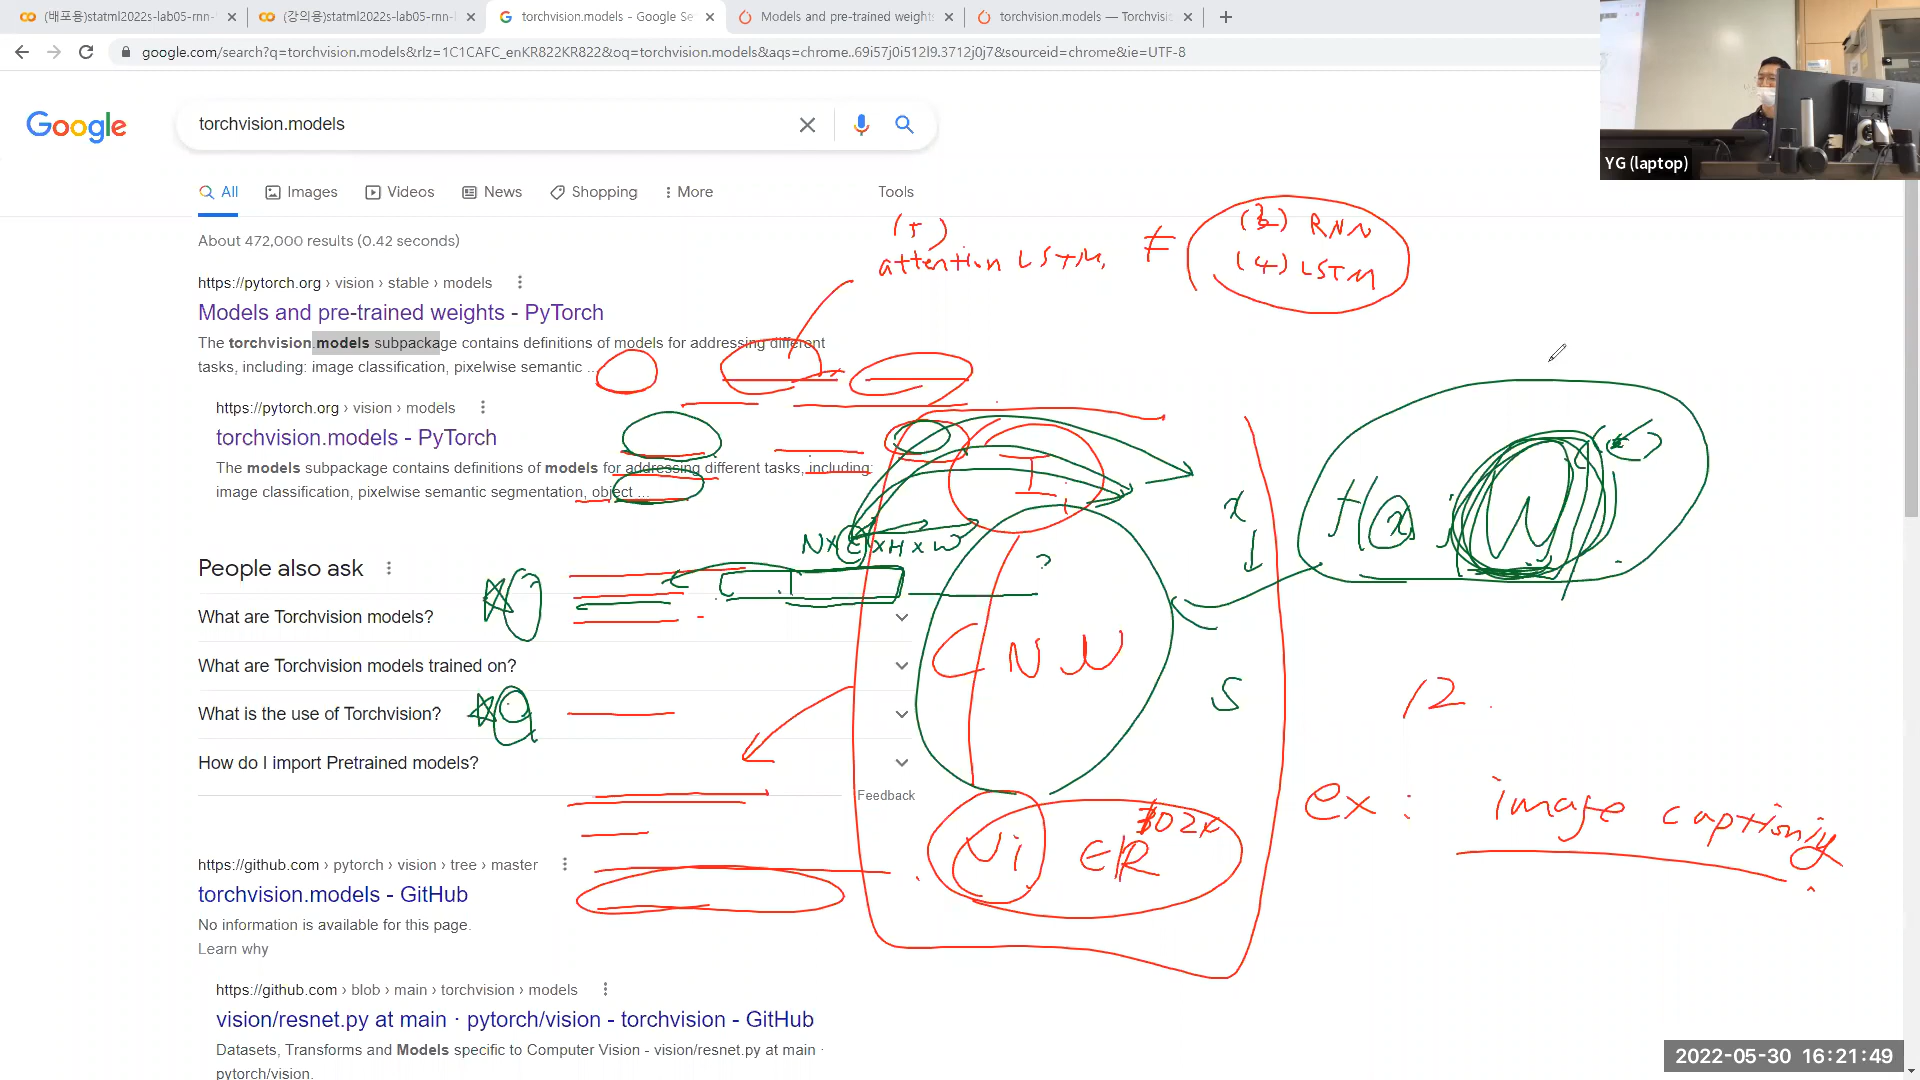 (배포용)statml2022s-lab05-rnn-
(강의용)statml2022s-lab05-rnn-l
torchvision.models - Google Se
Models and pre-trained weights
torchvision.models — Torchvisi
google.com/search?q=torchvision.models&rlz=1C1CAFC_enKR822KR822&oq=torchvision.models&aqs=chrome..69i57j0i512l9.3712j0j7&sourceid=chrome&ie=UTF-8
YG (laptop)
Google
torchvision.models
All
Images
Videos
News
Shopping
More
Tools
About 472,000 results (0.42 seconds)
https://pytorch.org › vision › stable › models
Models and pre-trained weights - PyTorch
The torchvision.models subpackage contains definitions of models for addressing different
tasks, including: image classification, pixelwise semantic ...
https://pytorch.org › vision › models
torchvision.models - PyTorch
The models subpackage contains definitions of models for addressing different tasks, including:
image classification, pixelwise semantic segmentation, object ...
People also ask
What are Torchvision models?
What are Torchvision models trained on?
What is the use of Torchvision?
How do I import Pretrained models?
Feedback
https://github.com › pytorch › vision › tree › master
torchvision.models - GitHub
No information is available for this page.
Learn why
https://github.com › blob › main › torchvision › models
vision/resnet.py at main · pytorch/vision - torchvision - GitHub
Datasets, Transforms and Models specific to Computer Vision - vision/resnet.py at main ·
pytorch/vision.
attention LSTM
≠
RNN
(4) LSTM
I
N×C×H×W
?
CNN
x
W
S
12.
ex: image captioning
2022-05-30 16:21:49